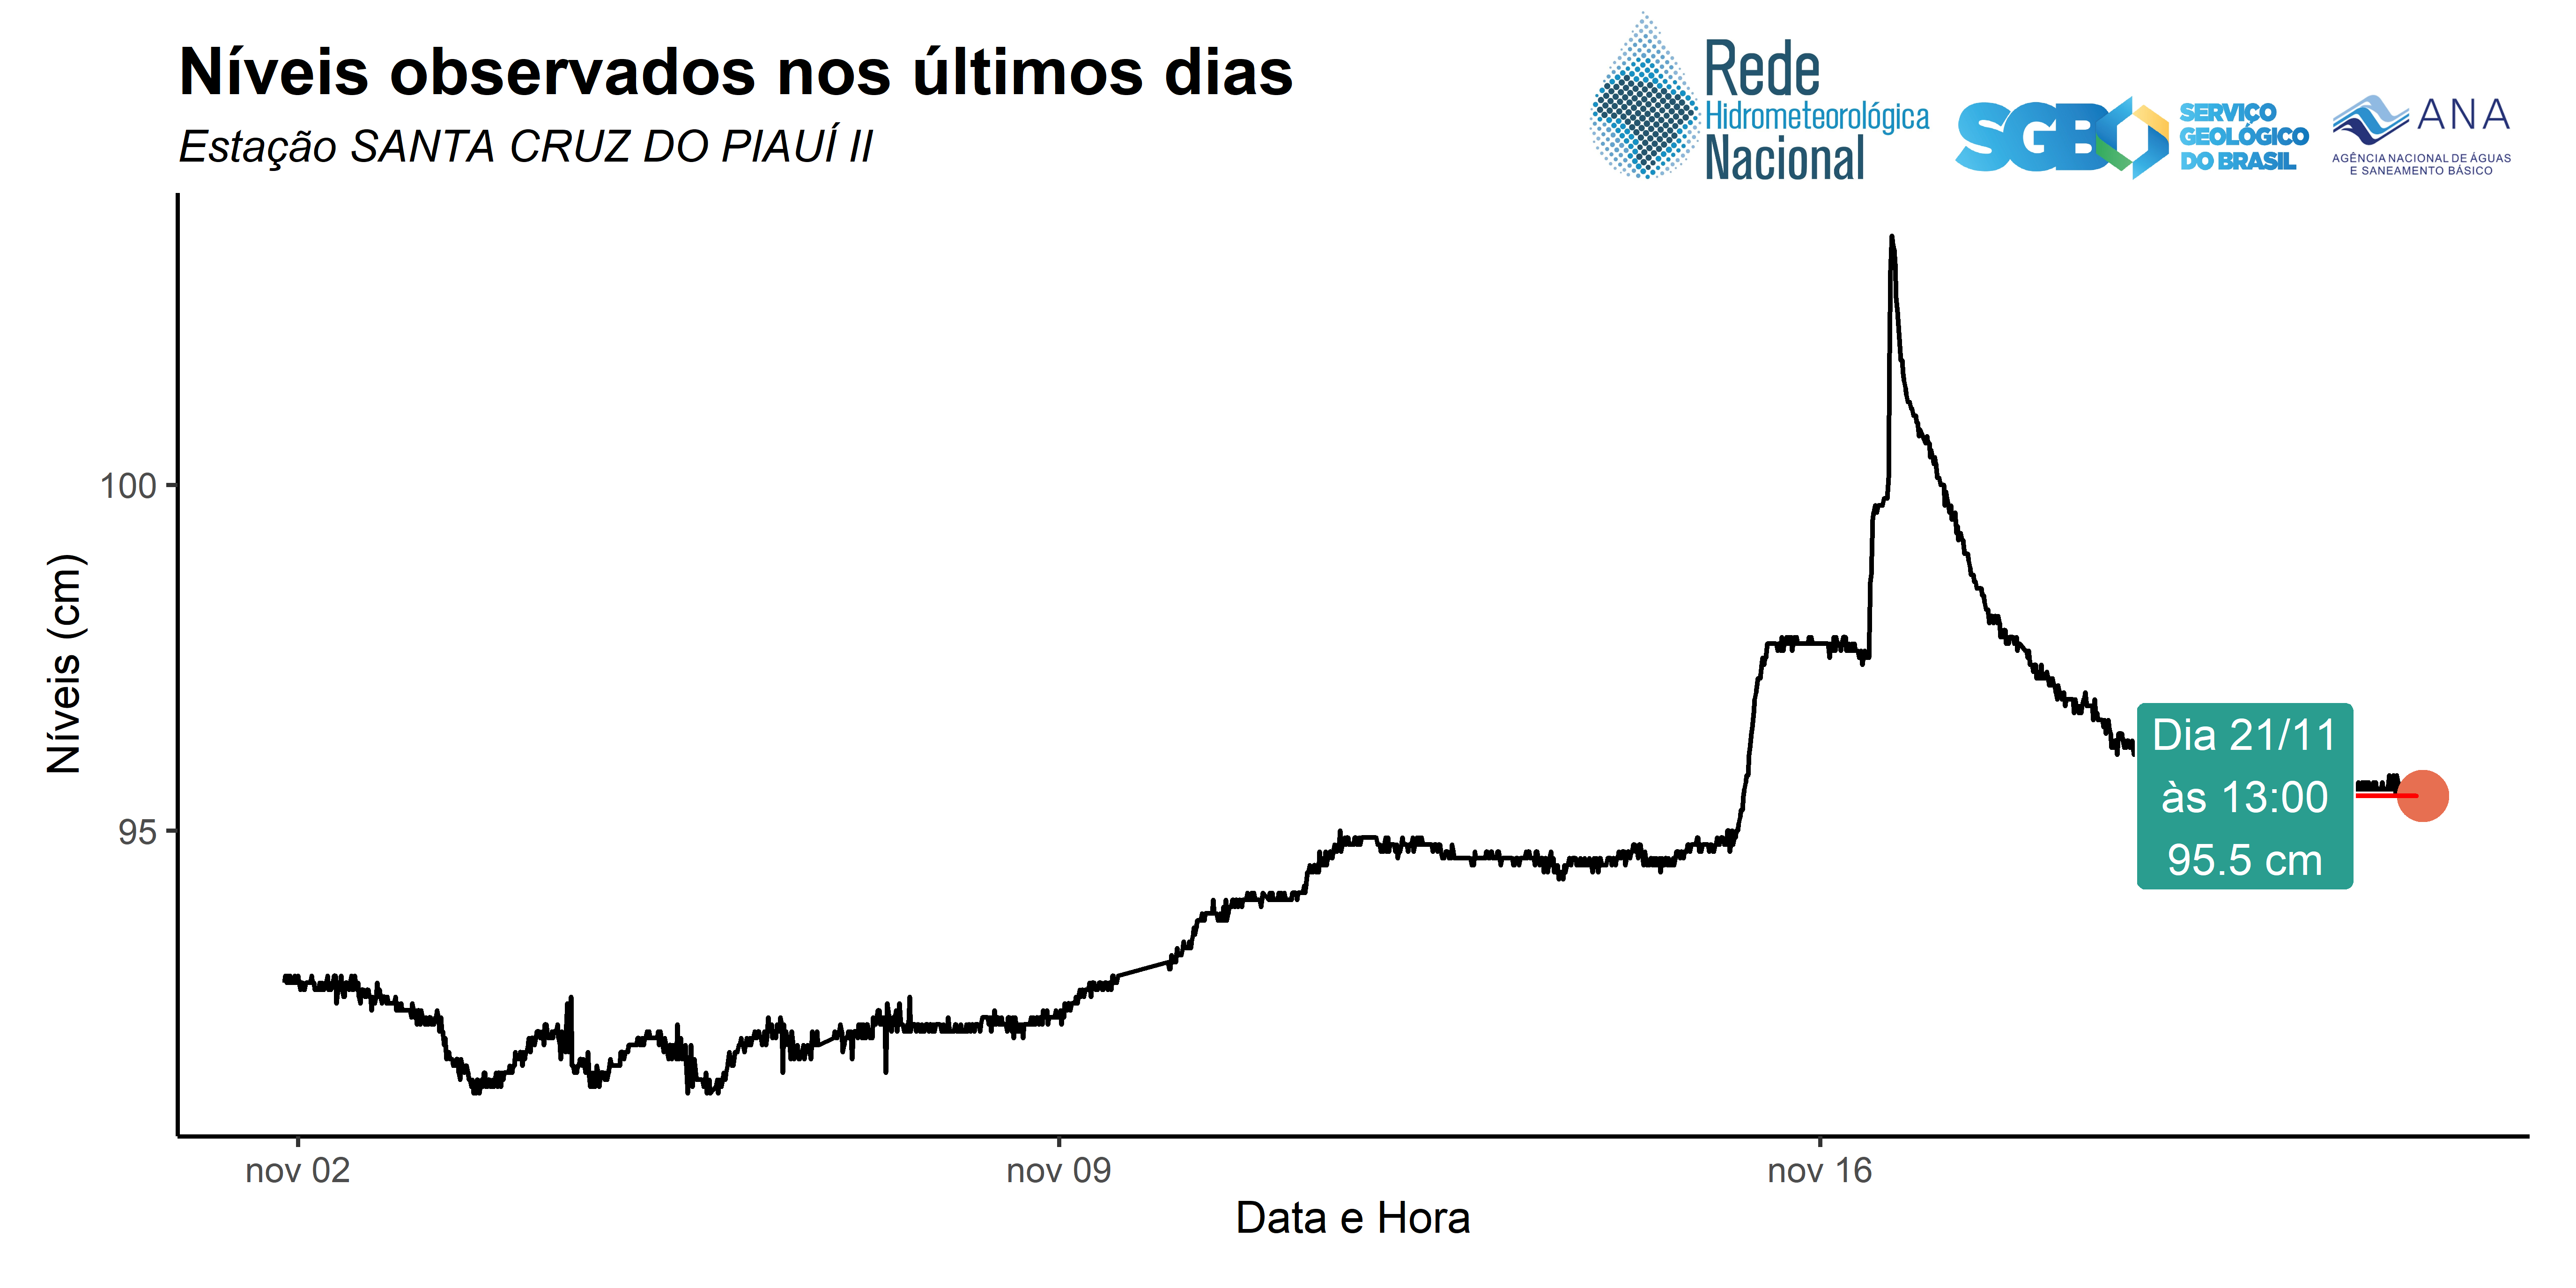 Níveis observados nos últimos dias
Estação SANTA CRUZ DO PIAUÍ II
Rede
Hidrometeorológica
Nacional
SGB
SERVIÇO
GEOLÓGICO
DO BRASIL
ANA
AGÊNCIA NACIONAL DE ÁGUAS
E SANEAMENTO BÁSICO
Níveis (cm)
100
95
Dia 21/11
às 13:00
95.5 cm
nov 02
nov 09
nov 16
Data e Hora